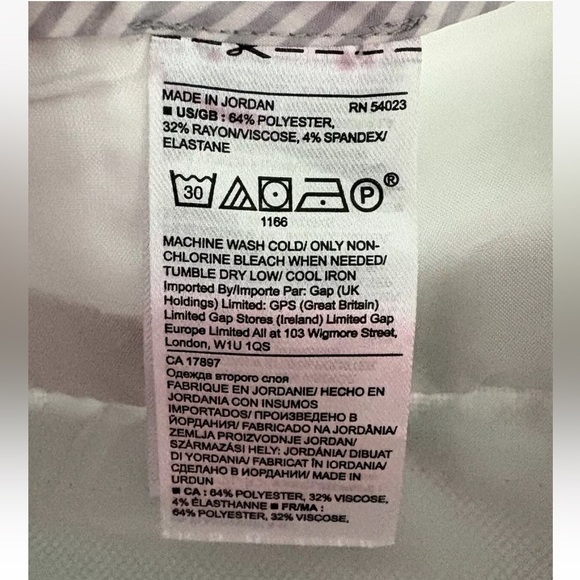 MADE IN JORDAN RN 54023
■ US/GB : 64% POLYESTER,
32% RAYON/VISCOSE, 4% SPANDEX/
ELASTANE
30 P ®
1166
MACHINE WASH COLD/ ONLY NON-
CHLORINE BLEACH WHEN NEEDED/
TUMBLE DRY LOW/ COOL IRON
Imported By/Importe Par: Gap (UK
Holdings) Limited: GPS (Great Britain)
Limited Gap Stores (Ireland) Limited Gap
Europe Limited All at 103 Wigmore Street,
London, W1U 1QS
CA 17897
Одежда второго слоя
FABRIQUE EN JORDANIE/ HECHO EN
JORDANIA CON INSUMOS
IMPORTADOS/ ПРОИЗВЕДЕНО В
ЙОРДАНИЯ/ FABRICADO NA JORDÂNIA/
ZEMLJA PROIZVODNJE JORDAN/
SZÁRMAZÁSI HELY: JORDÁNIA/ DIBUAT
DI YORDANIA/ FABRICAT ÎN IORDANIA/
СДЕЛАНО В ИОРДАНИИ/ MADE IN
URDUN
■ CA : 64% POLYESTER, 32% VISCOSE,
4% ÉLASTHANNE ■ FR/MA :
64% POLYESTER, 32% VISCOSE,